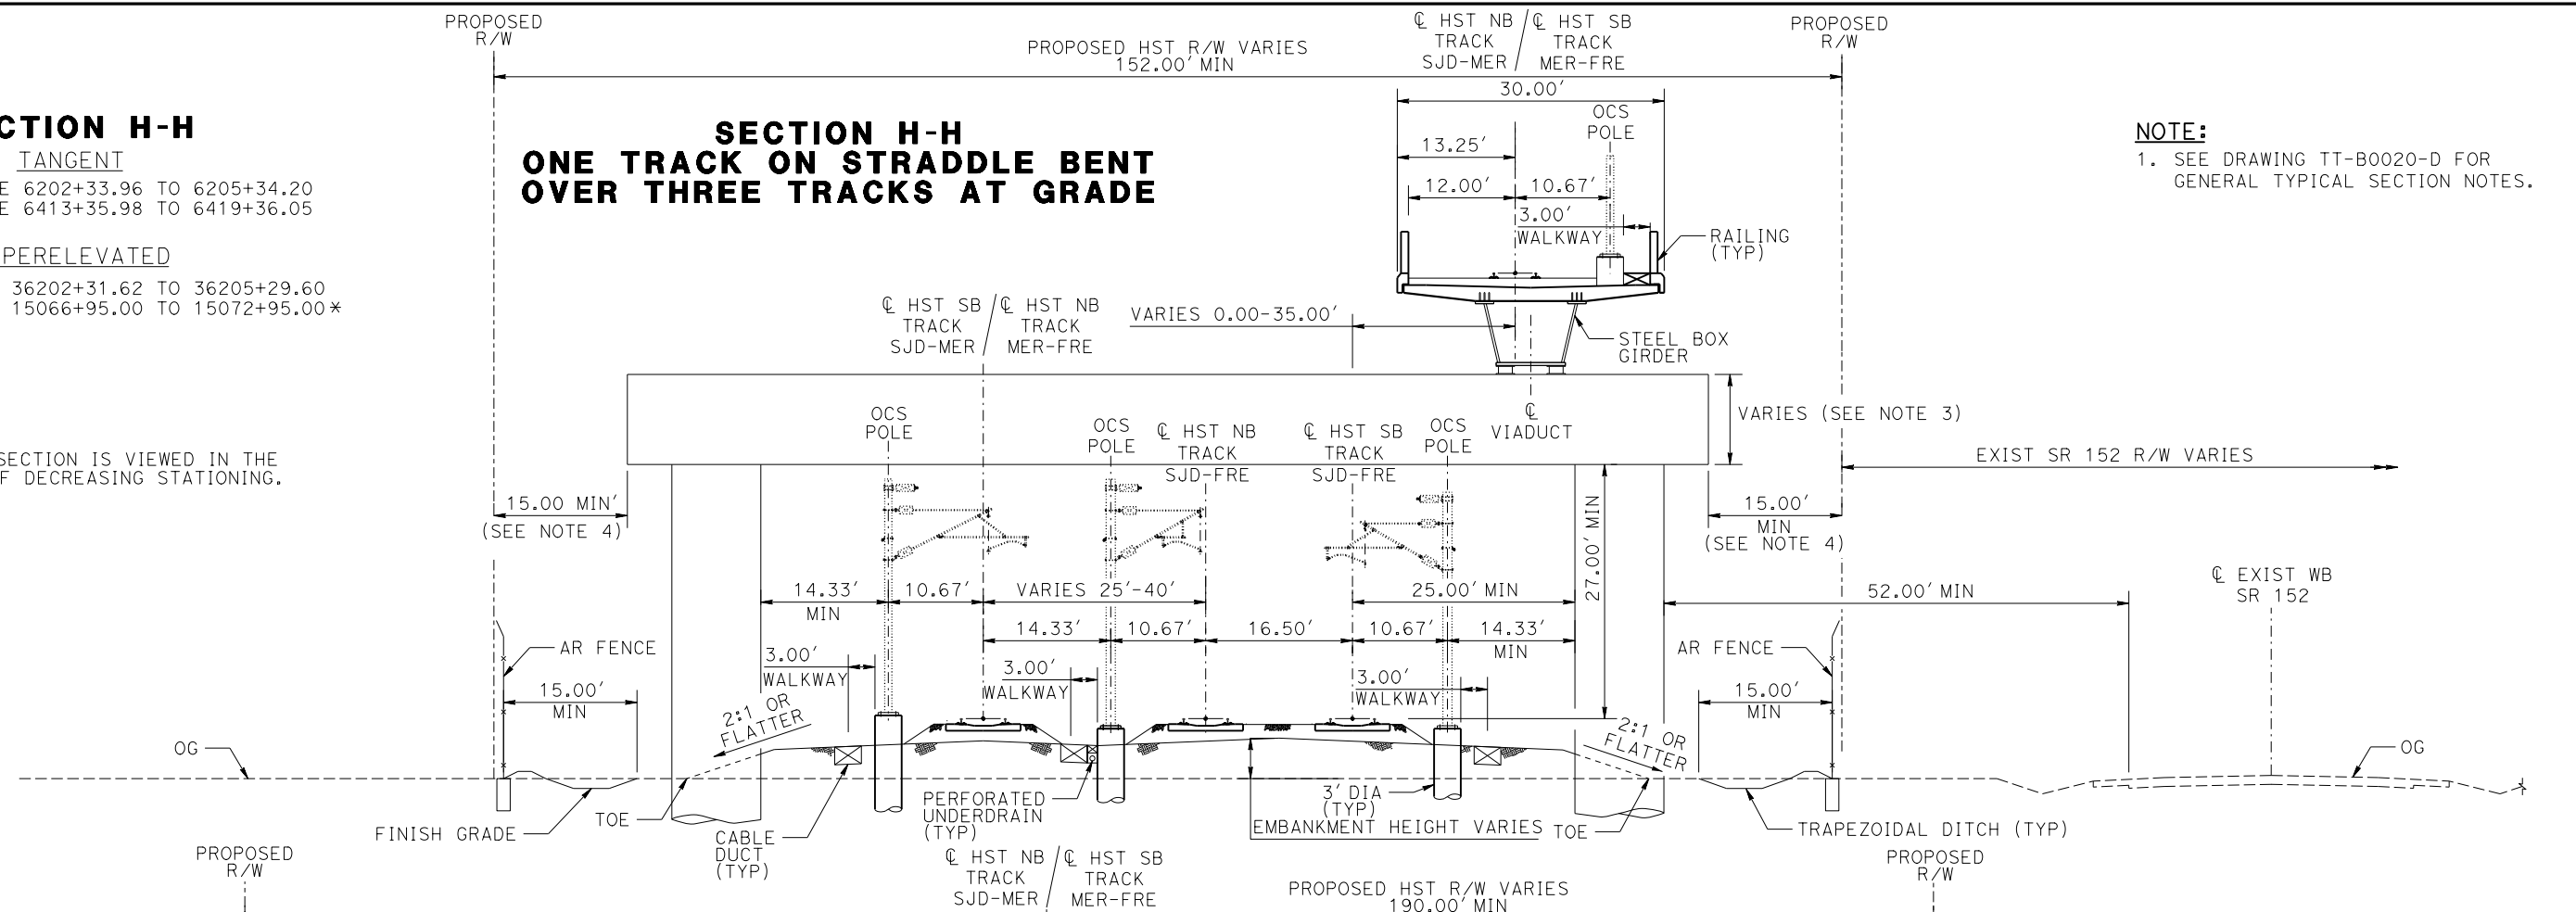 PROPOSED
R/W
PROPOSED HST R/W VARIES
152.00' MIN
℄ HST NB / ℄ HST SB
TRACK TRACK
SJD-MER MER-FRE
PROPOSED
R/W
CTION H-H
TANGENT
E 6202+33.96 TO 6205+34.20
E 6413+35.98 TO 6419+36.05
PERELEVATED
36202+31.62 TO 36205+29.60
15066+95.00 TO 15072+95.00*
SECTION IS VIEWED IN THE
F DECREASING STATIONING.
SECTION H-H
ONE TRACK ON STRADDLE BENT
OVER THREE TRACKS AT GRADE
30.00'
OCS
POLE
13.25'
12.00'
10.67'
3.00'
WALKWAY
RAILING
(TYP)
NOTE:
1. SEE DRAWING TT-B0020-D FOR
GENERAL TYPICAL SECTION NOTES.
℄ HST SB / ℄ HST NB
TRACK TRACK
SJD-MER MER-FRE
VARIES 0.00-35.00'
STEEL BOX
GIRDER
OCS
POLE
OCS
POLE
℄ HST NB
TRACK
SJD-FRE
℄ HST SB
TRACK
SJD-FRE
OCS
POLE
℄
VIADUCT
VARIES (SEE NOTE 3)
EXIST SR 152 R/W VARIES
15.00 MIN'
(SEE NOTE 4)
27.00' MIN
15.00'
MIN
(SEE NOTE 4)
14.33'
MIN
10.67'
VARIES 25'-40'
25.00' MIN
52.00' MIN
℄ EXIST WB
SR 152
14.33'
10.67'
16.50'
10.67'
14.33'
MIN
AR FENCE
3.00'
WALKWAY
3.00'
WALKWAY
3.00'
WALKWAY
AR FENCE
15.00'
MIN
15.00'
MIN
2:1 OR
FLATTER
2:1 OR
FLATTER
OG
OG
FINISH GRADE
TOE
CABLE
DUCT
(TYP)
PERFORATED
UNDERDRAIN
(TYP)
3' DIA
(TYP)
EMBANKMENT HEIGHT VARIES
TOE
TRAPEZOIDAL DITCH (TYP)
PROPOSED
R/W
℄ HST NB / ℄ HST SB
TRACK TRACK
SJD-MER MER-FRE
PROPOSED HST R/W VARIES
190.00' MIN
PROPOSED
R/W